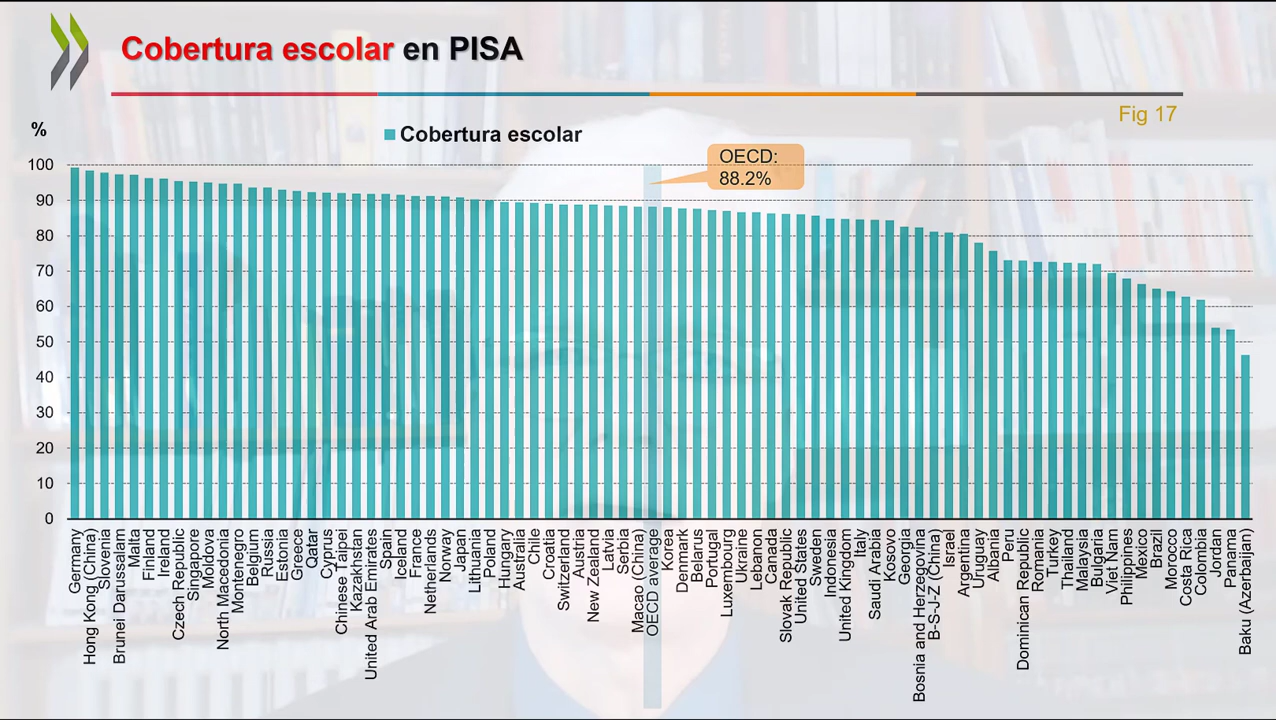 Cobertura escolar en PISA
Fig 17
%
Cobertura escolar
OECD:
88.2%
100
90
80
70
60
50
40
30
20
10
0
Germany
Hong Kong (China)
Slovenia
Brunei Darussalam
Malta
Finland
Ireland
Czech Republic
Singapore
Moldova
North Macedonia
Montenegro
Belgium
Russia
Estonia
Greece
Qatar
Cyprus
Chinese Taipei
Kazakhstan
United Arab Emirates
Spain
Iceland
France
Netherlands
Norway
Japan
Lithuania
Poland
Hungary
Australia
Chile
Croatia
Switzerland
Austria
New Zealand
Latvia
Serbia
Macao (China)
OECD average
Korea
Denmark
Belarus
Portugal
Luxembourg
Ukraine
Lebanon
Canada
Slovak Republic
United States
Sweden
Indonesia
United Kingdom
Italy
Saudi Arabia
Kosovo
Georgia
Bosnia and Herzegovina
B-S-J-Z (China)
Israel
Argentina
Uruguay
Albania
Peru
Dominican Republic
Romania
Turkey
Thailand
Malaysia
Bulgaria
Viet Nam
Philippines
Mexico
Brazil
Morocco
Costa Rica
Colombia
Jordan
Panama
Baku (Azerbaijan)